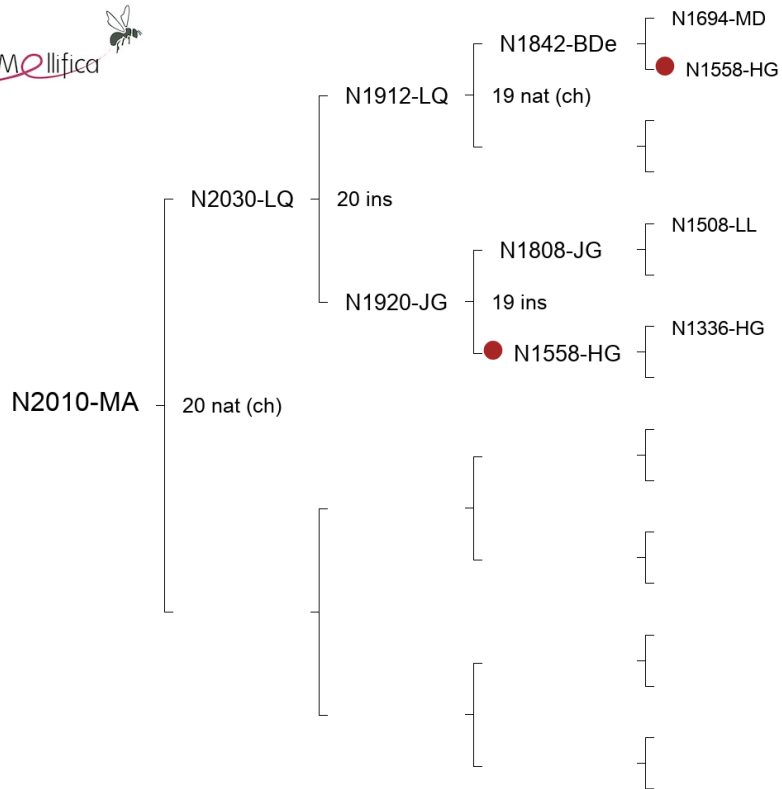 Mellifica
N1694-MD
N1842-BDe
N1558-HG
N1912-LQ
19 nat (ch)
N2030-LQ
20 ins
N1508-LL
N1808-JG
N1920-JG
19 ins
N1336-HG
N1558-HG
N2010-MA
20 nat (ch)